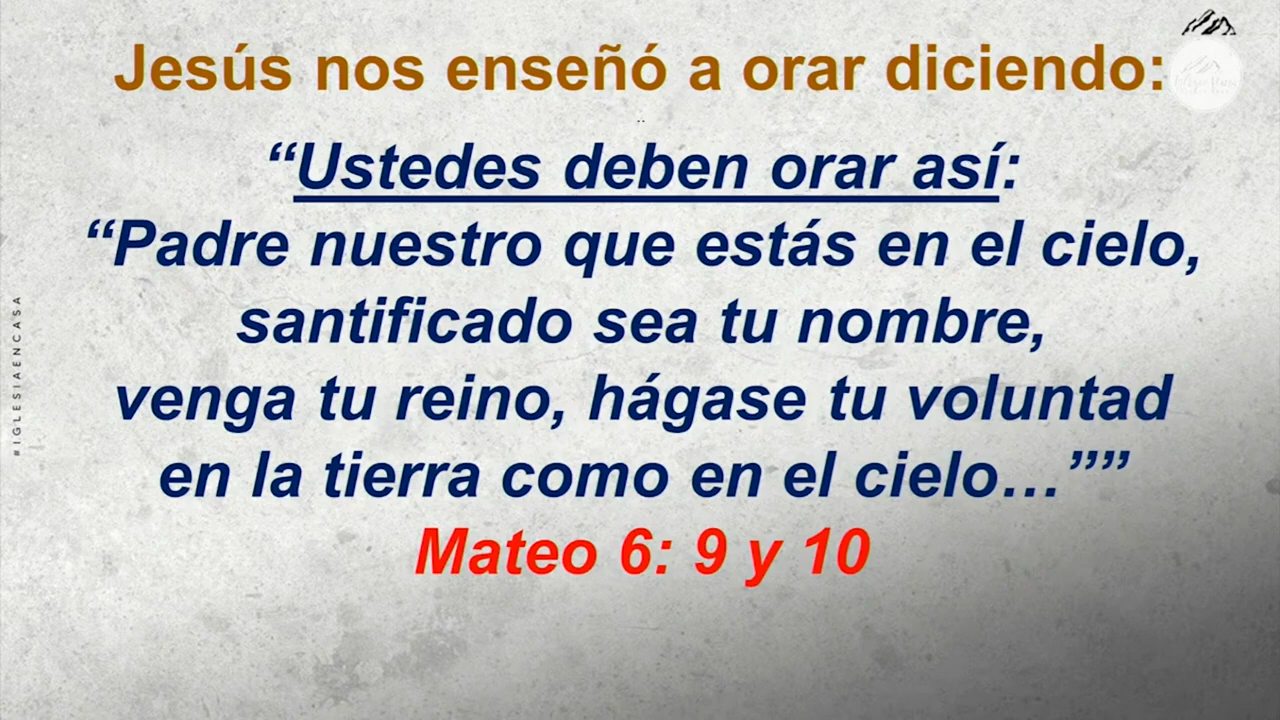 Jesús nos enseñó a orar diciendo:
“Ustedes deben orar así:
“Padre nuestro que estás en el cielo,
santificado sea tu nombre,
venga tu reino, hágase tu voluntad
en la tierra como en el cielo…””
Mateo 6: 9 y 10
#IGLESIAENCASA